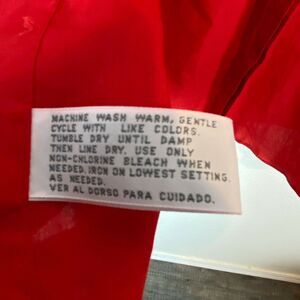 MACHINE WASH WARM, GENTLE
CYCLE WITH LIKE COLORS.
TUMBLE DRY UNTIL DAMP
THEN LINE DRY. USE ONLY
NON-CHLORINE BLEACH WHEN
NEEDED.IRON ON LOWEST SETTING.
AS NEEDED.
VER AL DORSO PARA CUIDADO.